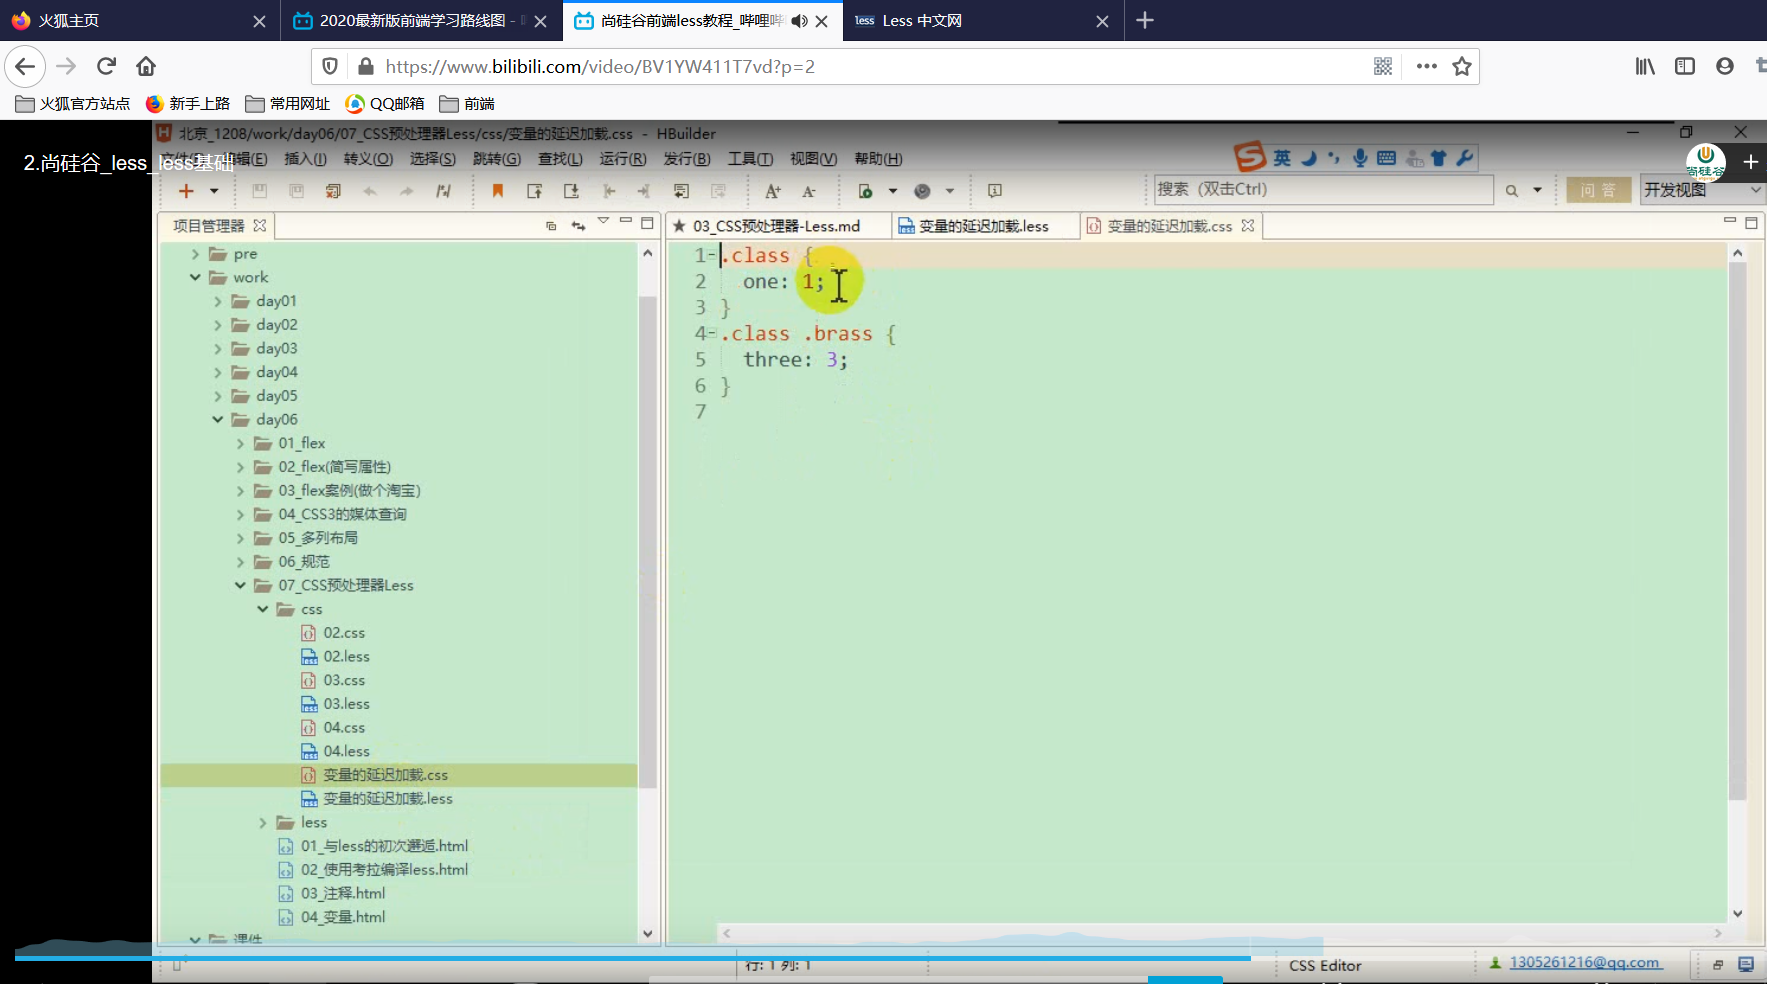 火狐主页
2020最新版前端学习路线图 -
尚硅谷前端less教程_哔哩哔
less Less 中文网
https://www.bilibili.com/video/BV1YW411T7vd?p=2
火狐官方站点 新手上路 常用网址 QQ邮箱 前端
北京_1208/work/day06/07_CSS预处理器Less/css/变量的延迟加载.css - HBuilder
2.尚硅谷_less_less基础
编辑(E) 插入(I) 转义(O) 选择(S) 跳转(G) 查找(L) 运行(R) 发行(B) 工具(T) 视图(V) 帮助(H)
英
尚硅谷
搜索 (双击Ctrl)
问 答
开发视图
项目管理器
03_CSS预处理器-Less.md
变量的延迟加载.less
变量的延迟加载.css
pre
work
day01
day02
day03
day04
day05
day06
01_flex
02_flex(简写属性)
03_flex案例(做个淘宝)
04_CSS3的媒体查询
05_多列布局
06_规范
07_CSS预处理器Less
css
02.css
02.less
03.css
03.less
04.css
04.less
变量的延迟加载.css
变量的延迟加载.less
less
01_与less的初次邂逅.html
02_使用考拉编译less.html
03_注释.html
04_变量.html
课件
1 .class {
2 one: 1;
3 }
4 .class .brass {
5 three: 3;
6 }
7
行: 1 列: 1
CSS Editor
1305261216@qq.com